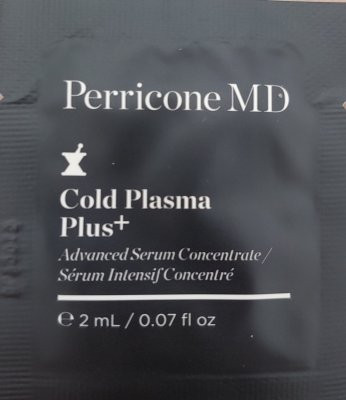 Perricone MD
Cold Plasma
Plus+
Advanced Serum Concentrate /
Sérum Intensif Concentré
℮ 2 mL / 0.07 fl oz